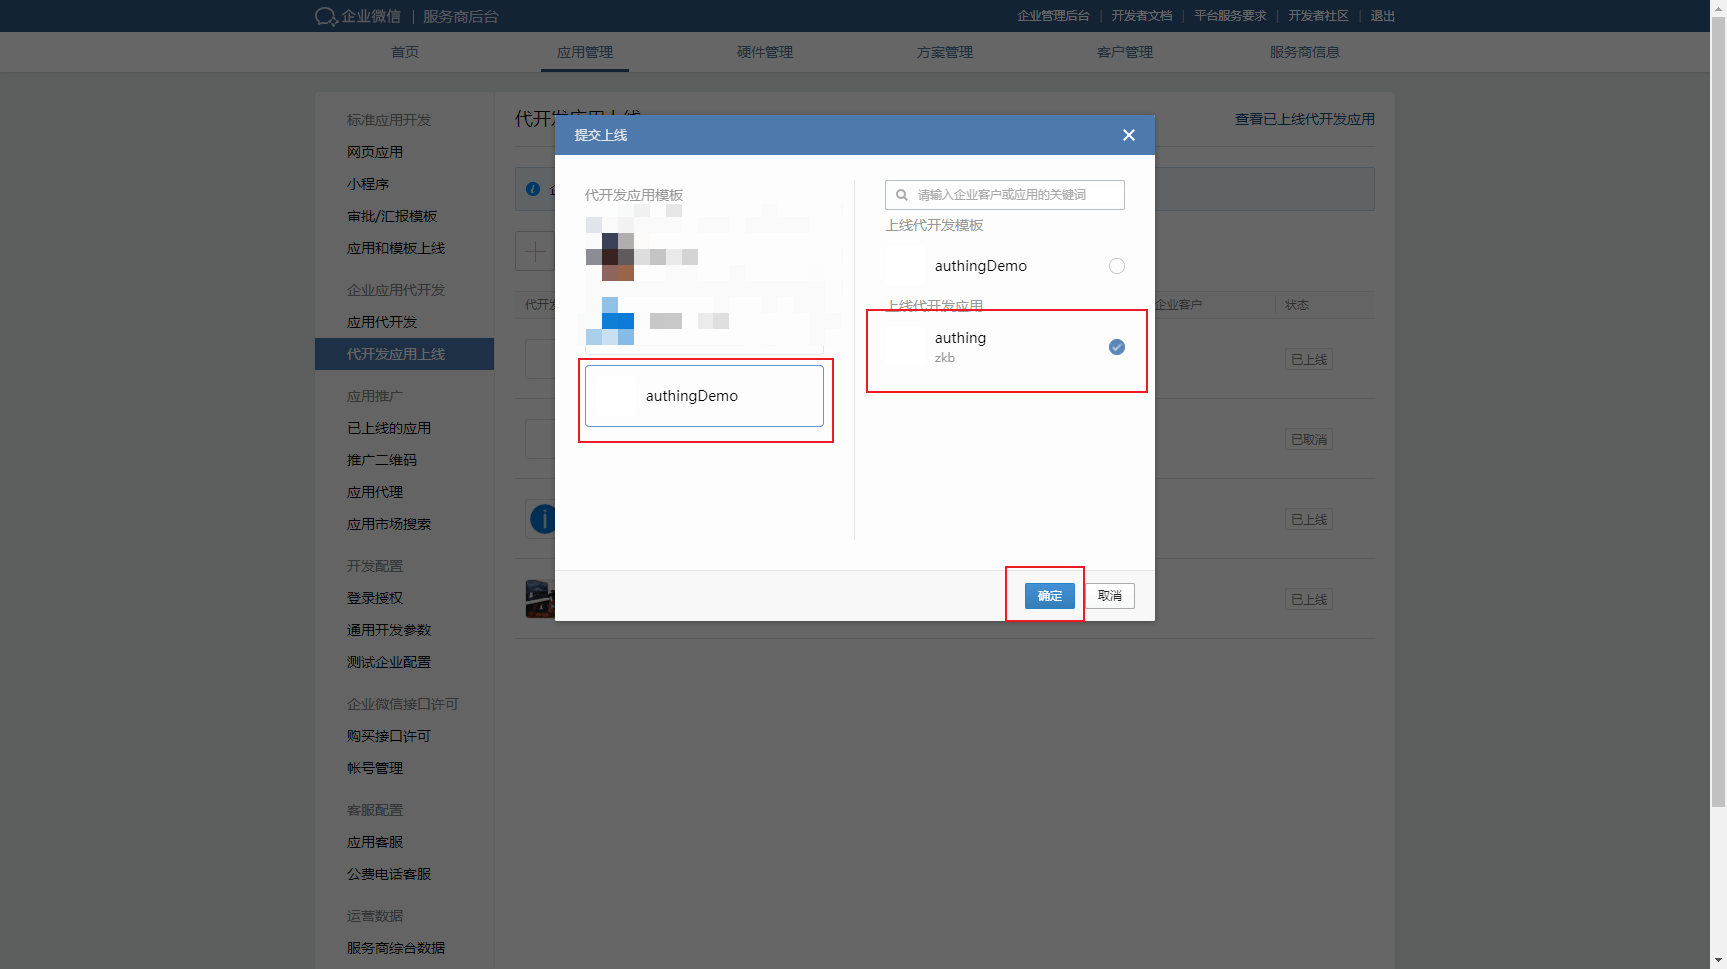 企业微信 | 服务商后台
企业管理后台 | 开发者文档 | 平台服务要求 | 开发者社区 | 退出
首页 应用管理 硬件管理 方案管理 客户管理 服务商信息
标准应用开发
网页应用
小程序
审批/汇报模板
应用和模板上线
企业应用代开发
应用代开发
代开发应用上线
应用推广
已上线的应用
推广二维码
应用代理
应用市场搜索
开发配置
登录授权
通用开发参数
测试企业配置
企业微信接口许可
购买接口许可
帐号管理
客服配置
应用客服
公费电话客服
运营数据
服务商综合数据
代开发应用上线
查看已上线代开发应用
企业客户 状态
已上线
已取消
已上线
已上线
提交上线
代开发应用模板
authingDemo
请输入企业客户或应用的关键词
上线代开发模板
authingDemo
上线代开发应用
authing
zkb
确定 取消